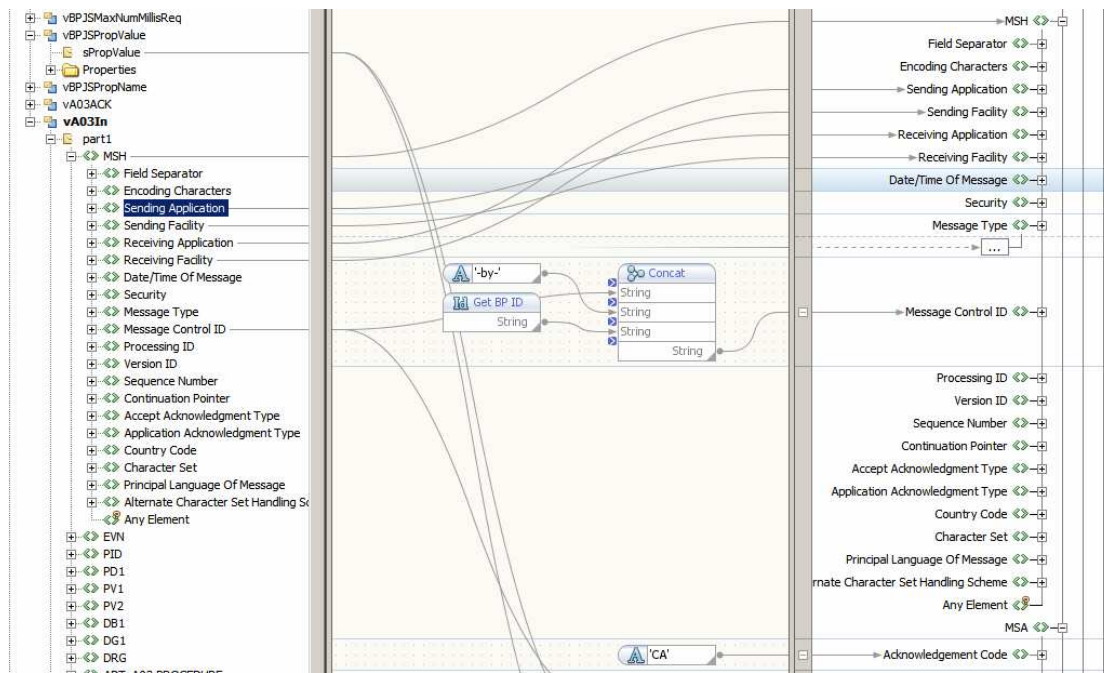 vBPJSMaxNumMillisReq
vBPJSPropValue
sPropValue
Properties
vBPJSPropName
vA03ACK
vA03In
part1
MSH
Field Separator
Encoding Characters
Sending Application
Sending Facility
Receiving Application
Receiving Facility
Date/Time Of Message
Security
Message Type
Message Control ID
Processing ID
Version ID
Sequence Number
Continuation Pointer
Accept Acknowledgment Type
Application Acknowledgment Type
Country Code
Character Set
Principal Language Of Message
Alternate Character Set Handling Sc
Any Element
EVN
PID
PD1
PV1
PV2
DB1
DG1
DRG
'-by-'
Get BP ID
String
Concat
String
String
String
String
'CA'
MSH
Field Separator
Encoding Characters
Sending Application
Sending Facility
Receiving Application
Receiving Facility
Date/Time Of Message
Security
Message Type
...
Message Control ID
Processing ID
Version ID
Sequence Number
Continuation Pointer
Accept Acknowledgment Type
Application Acknowledgment Type
Country Code
Character Set
Principal Language Of Message
rnate Character Set Handling Scheme
Any Element
MSA
Acknowledgement Code